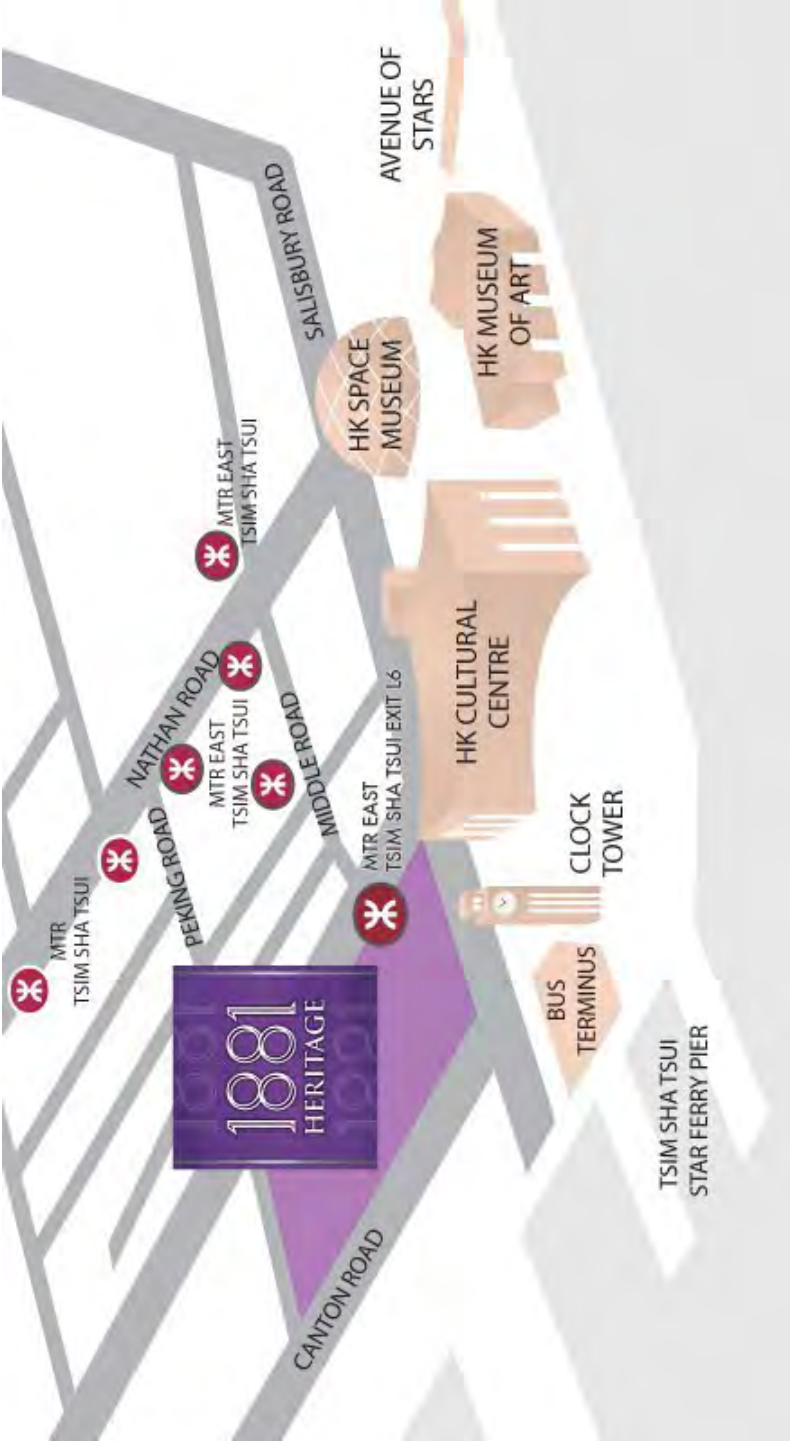 MTR
TSIM SHA TSUI
NATHAN ROAD
PEKING ROAD
MTR EAST
TSIM SHA TSUI
MTR EAST
TSIM SHA TSUI
MIDDLE ROAD
SALISBURY ROAD
1881
HERITAGE
MTR EAST
TSIM SHA TSUI EXIT L6
CANTON ROAD
HK SPACE
MUSEUM
AVENUE OF
STARS
HK CULTURAL
CENTRE
HK MUSEUM
OF ART
CLOCK
TOWER
BUS
TERMINUS
TSIM SHA TSUI
STAR FERRY PIER